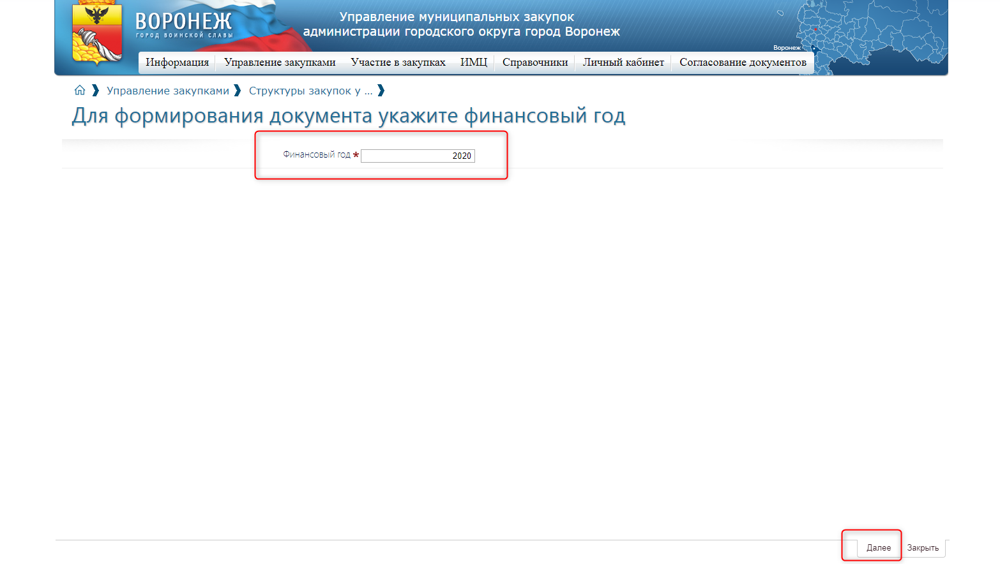 ВОРОНЕЖ
ГОРОД ВОИНСКОЙ СЛАВЫ
Управление муниципальных закупок
администрации городского округа город Воронеж
Воронеж
Информация Управление закупками Участие в закупках ИМЦ Справочники Личный кабинет Согласование документов
Управление закупками Структуры закупок у ...
Для формирования документа укажите финансовый год
Финансовый год * 2020
Далее Закрыть